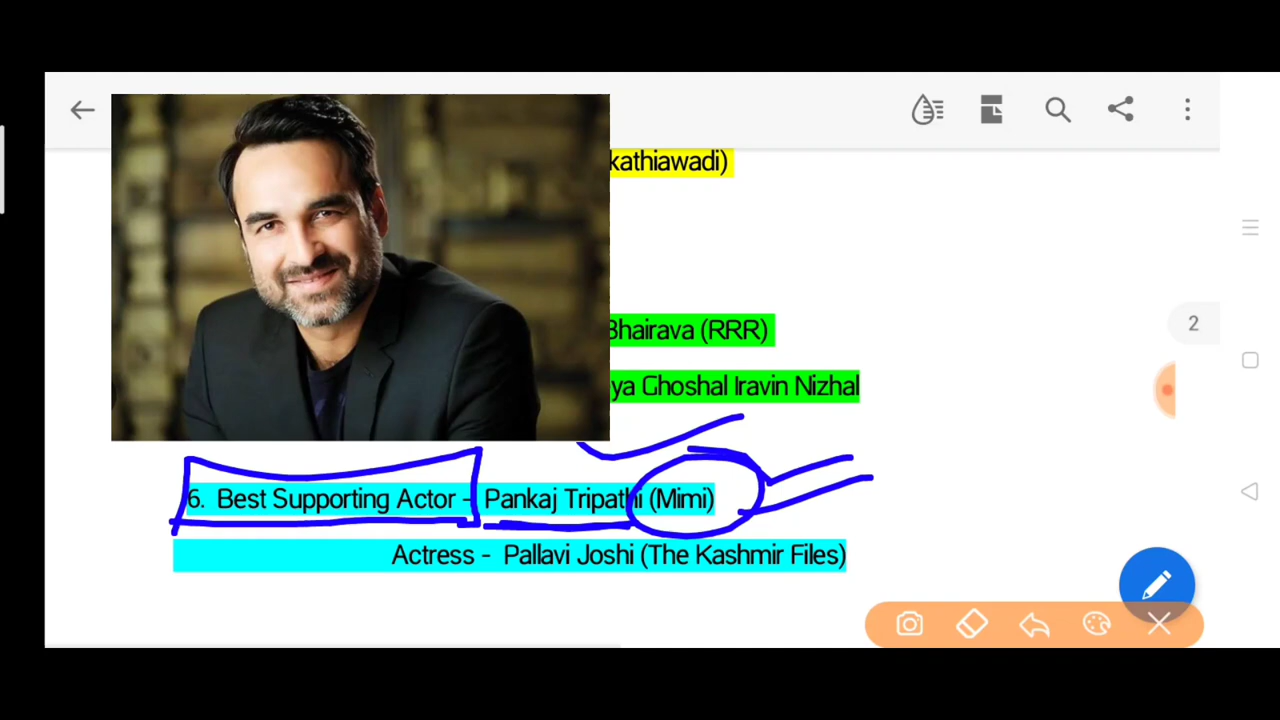 kathiawadi)
Bhairava (RRR)
ya Ghoshal Iravin Nizhal
2
6. Best Supporting Actor - Pankaj Tripathi (Mimi)
Actress - Pallavi Joshi (The Kashmir Files)